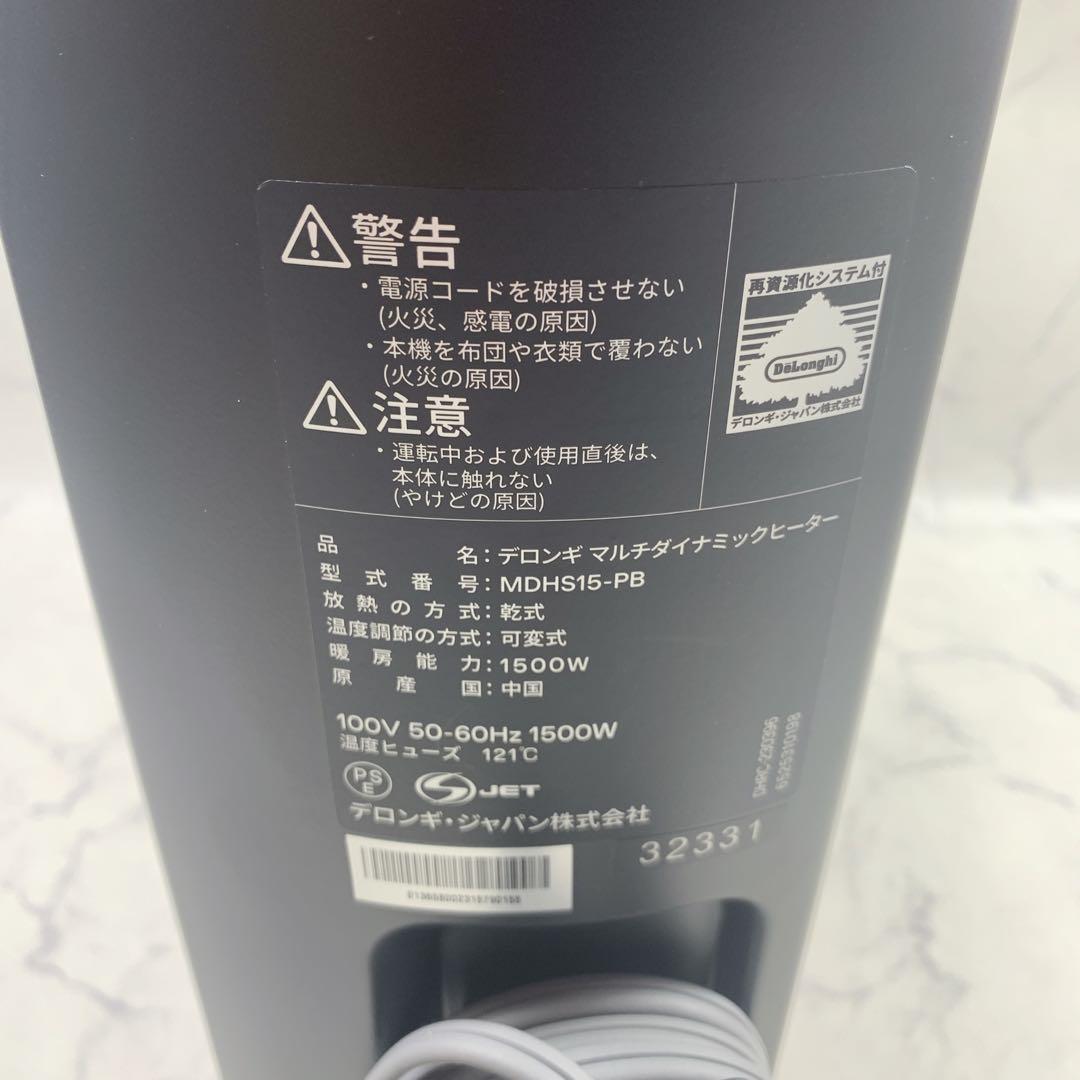 警告
・電源コードを破損させない
(火災、感電の原因)
・本機を布団や衣類で覆わない
(火災の原因)
注意
・運転中および使用直後は、
本体に触れない
(やけどの原因)
再資源化システム付
DeLonghi
デロンギ・ジャパン株式会社
品名：デロンギ マルチダイナミックヒーター
型式番号：MDHS15-PB
放熱の方式：乾式
温度調節の方式：可変式
暖房能力：1500W
原産国：中国
100V 50-60Hz 1500W
温度ヒューズ 121℃
PSE
JET
デロンギ・ジャパン株式会社
32331